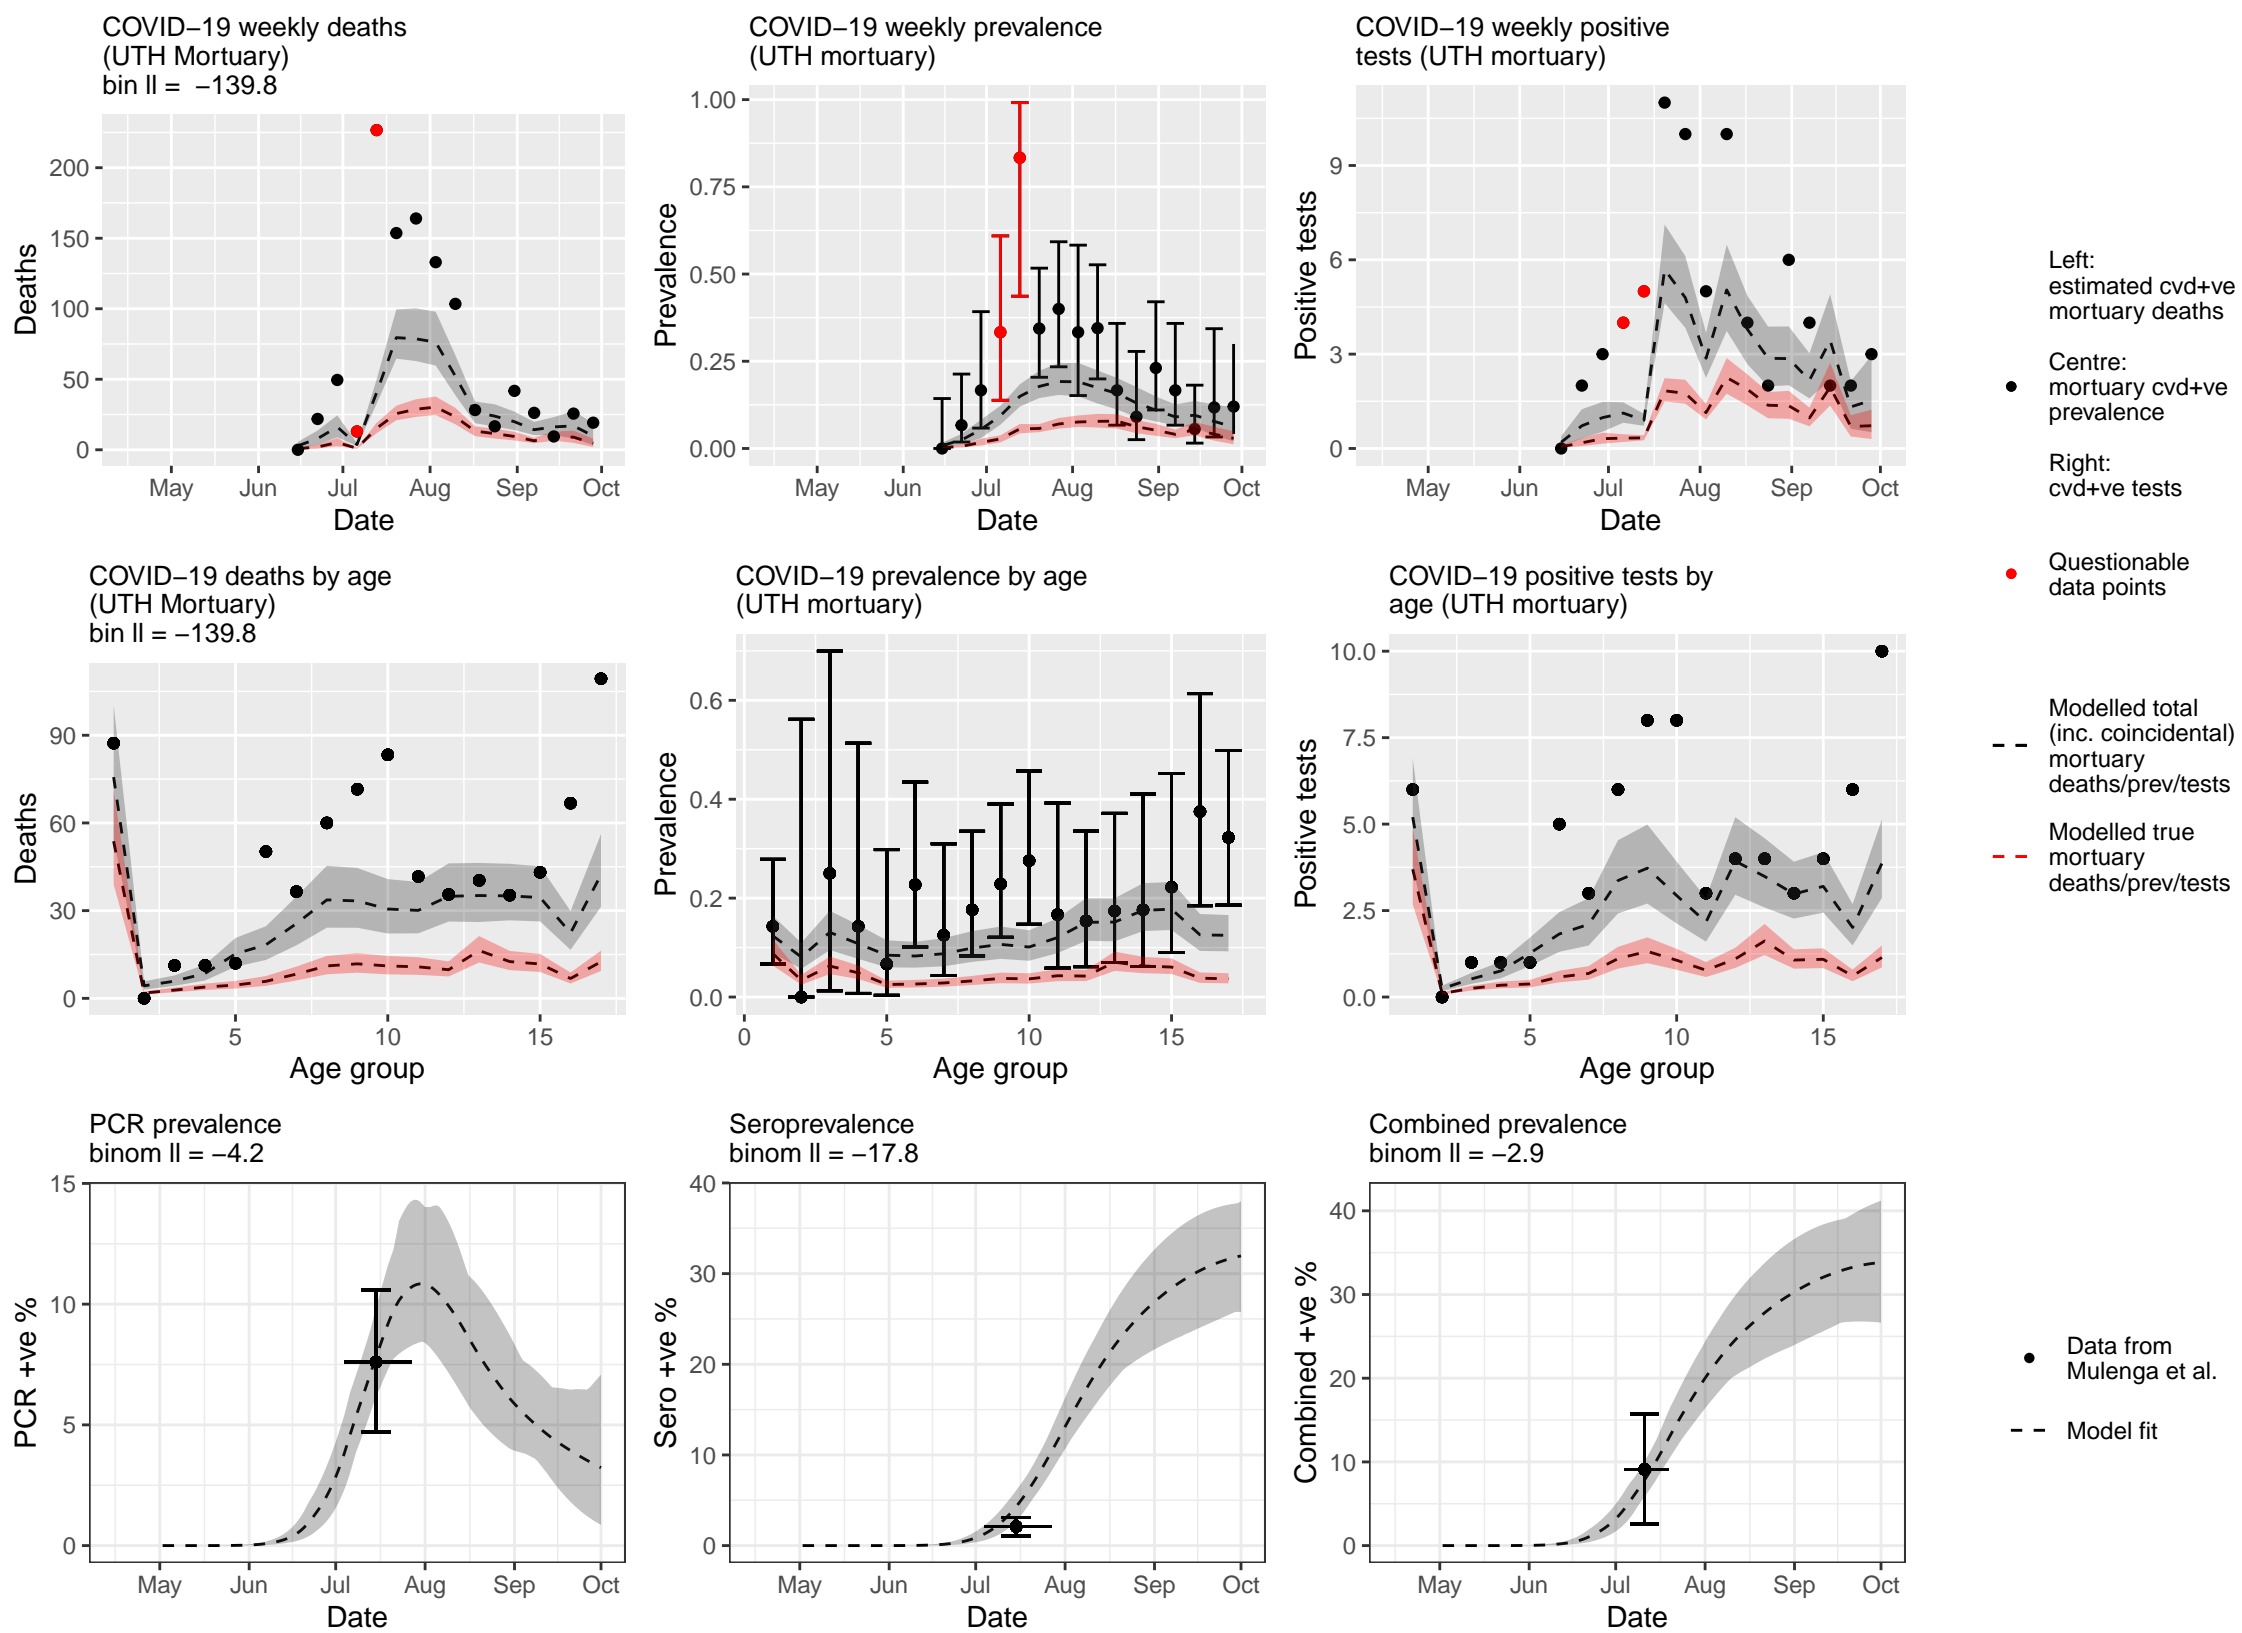 COVID−19 weekly deaths
(UTH Mortuary)
bin ll =  −139.8
Deaths
200
150
100
50
0
May Jun Jul Aug Sep Oct
Date
COVID−19 weekly prevalence
(UTH mortuary)
Prevalence
1.00
0.75
0.50
0.25
0.00
May Jun Jul Aug Sep Oct
Date
COVID−19 weekly positive
tests (UTH mortuary)
Positive tests
9
6
3
0
May Jun Jul Aug Sep Oct
Date
Left:
estimated cvd+ve
mortuary deaths
Centre:
mortuary cvd+ve
prevalence
Right:
cvd+ve tests
Questionable
data points
Modelled total
(inc. coincidental)
mortuary
deaths/prev/tests
Modelled true
mortuary
deaths/prev/tests
COVID−19 deaths by age
(UTH Mortuary)
bin ll = −139.8
Deaths
90
60
30
0
5 10 15
Age group
COVID−19 prevalence by age
(UTH mortuary)
Prevalence
0.6
0.4
0.2
0.0
0 5 10 15
Age group
COVID−19 positive tests by
age (UTH mortuary)
Positive tests
10.0
7.5
5.0
2.5
0.0
5 10 15
Age group
PCR prevalence
binom ll = −4.2
PCR +ve %
15
10
5
0
May Jun Jul Aug Sep Oct
Date
Seroprevalence
binom ll = −17.8
Sero +ve %
40
30
20
10
0
May Jun Jul Aug Sep Oct
Date
Combined prevalence
binom ll = −2.9
Combined +ve %
40
30
20
10
0
May Jun Jul Aug Sep Oct
Date
Data from
Mulenga et al.
Model fit